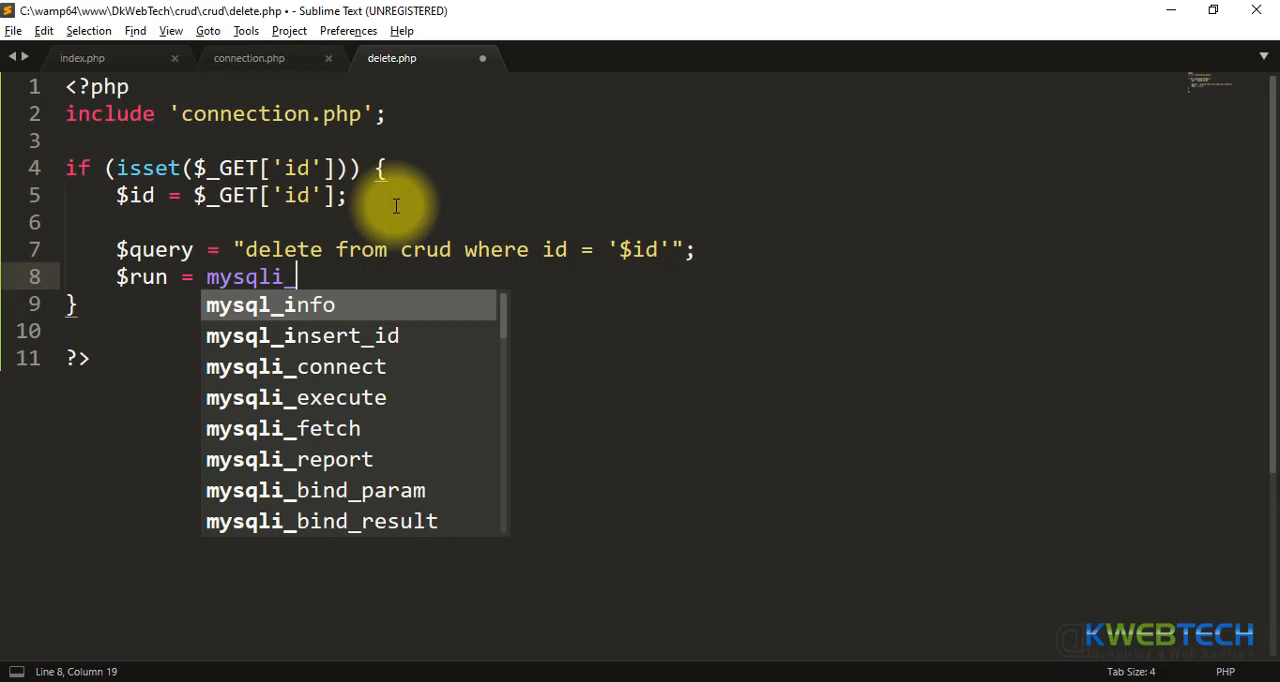 C:\wamp64\www\DkWebTech\crud\crud\delete.php • - Sublime Text (UNREGISTERED)
File Edit Selection Find View Goto Tools Project Preferences Help
index.php connection.php delete.php
1 <?php
2 include 'connection.php';
3
4 if (isset($_GET['id'])) {
5 $id = $_GET['id'];
6
7 $query = "delete from crud where id = '$id'";
8 $run = mysqli_
9 }
10
11 ?>
mysql_info
mysql_insert_id
mysqli_connect
mysqli_execute
mysqli_fetch
mysqli_report
mysqli_bind_param
mysqli_bind_result
KWEBTECH
Line 8, Column 19 Tab Size: 4 PHP